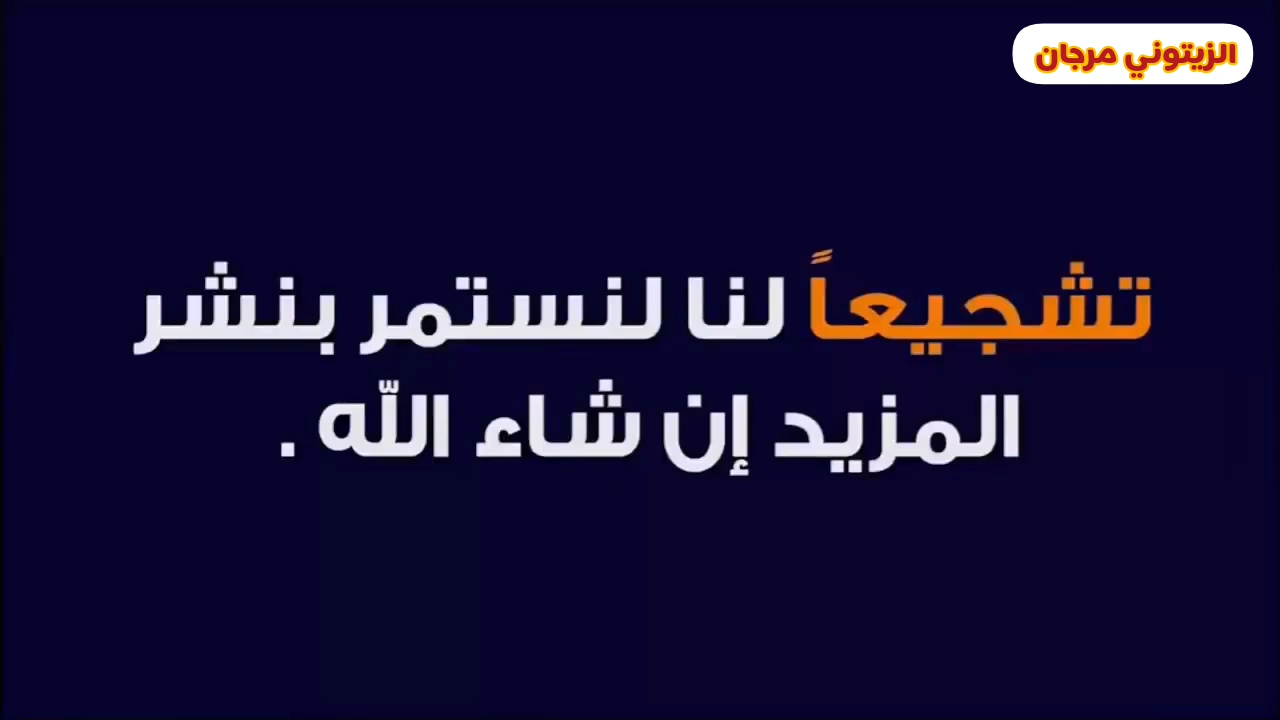 الزيتوني مرجان
تشجيعاً لنا لنستمر بنشر
المزيد إن شاء الله .